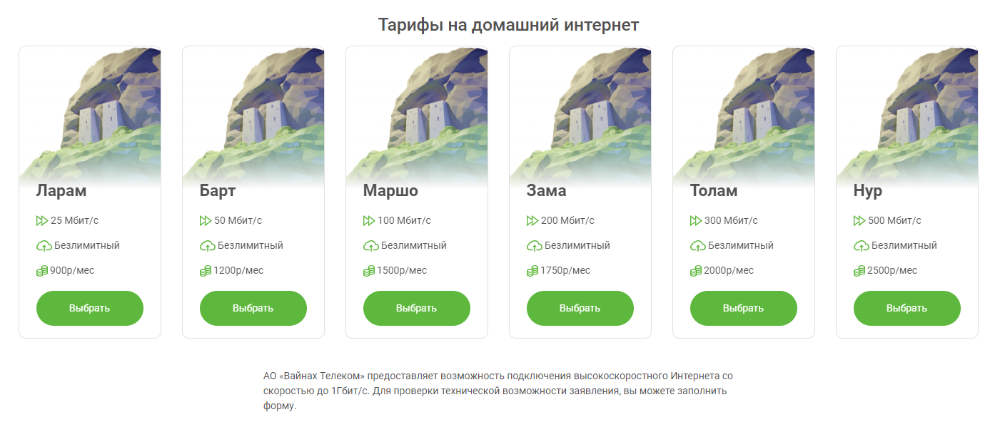 Тарифы на домашний интернет
Ларам
25 Мбит/с
Безлимитный
900р/мес
Выбрать
Барт
50 Мбит/с
Безлимитный
1200р/мес
Выбрать
Маршо
100 Мбит/с
Безлимитный
1500р/мес
Выбрать
Зама
200 Мбит/с
Безлимитный
1750р/мес
Выбрать
Толам
300 Мбит/с
Безлимитный
2000р/мес
Выбрать
Нур
500 Мбит/с
Безлимитный
2500р/мес
Выбрать
АО «Вайнах Телеком» предоставляет возможность подключения высокоскоростного Интернета со
скоростью до 1Гбит/с. Для проверки технической возможности заявления, вы можете заполнить
форму.